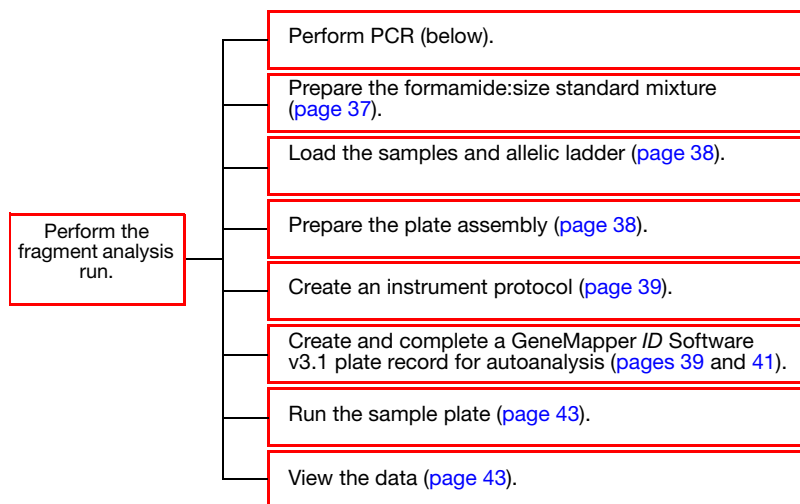 Perform the
fragment analysis
run.
Perform PCR (below).
Prepare the formamide:size standard mixture
(page 37).
Load the samples and allelic ladder (page 38).
Prepare the plate assembly (page 38).
Create an instrument protocol (page 39).
Create and complete a GeneMapper ID Software
v3.1 plate record for autoanalysis (pages 39 and 41).
Run the sample plate (page 43).
View the data (page 43).